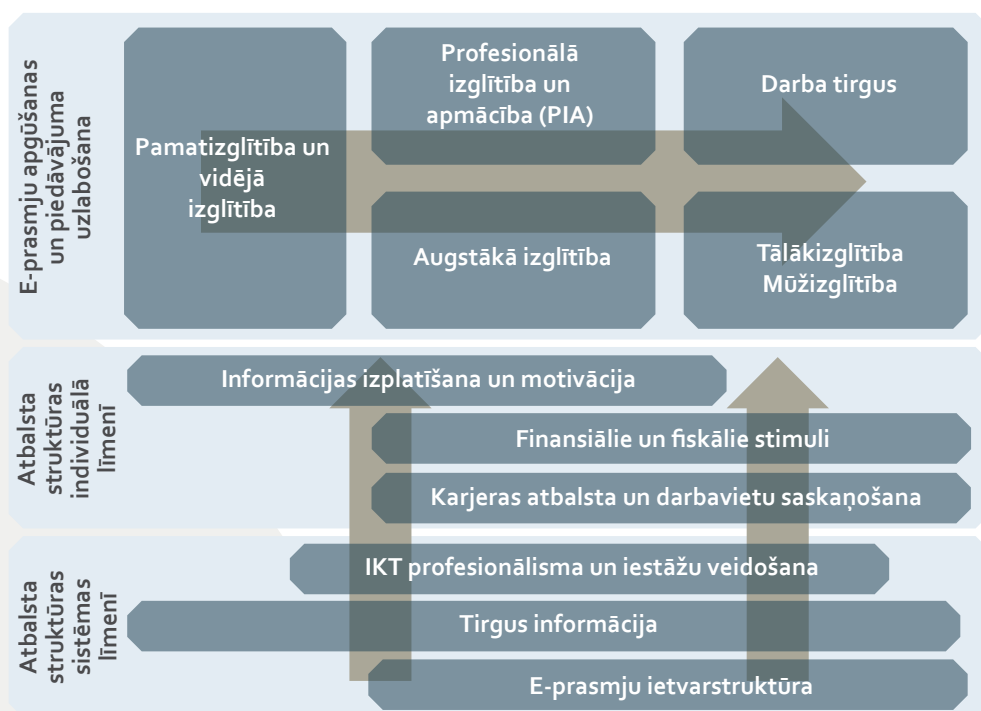 E-prasmju apgūšanas
un piedāvājuma
uzlabošana
Pamatizglītība un
vidējā
izglītība
Profesionālā
izglītība un
apmācība (PIA)
Darba tirgus
Augstākā izglītība
Tālākizglītība
Mūžizglītība
Atbalsta
struktūras
individuālā
līmenī
Informācijas izplatīšana un motivācija
Finansiālie un fiskālie stimuli
Karjeras atbalsta un darbavietu saskaņošana
Atbalsta
struktūras
sistēmas
līmenī
IKT profesionālisma un iestāžu veidošana
Tirgus informācija
E-prasmju ietvarstruktūra